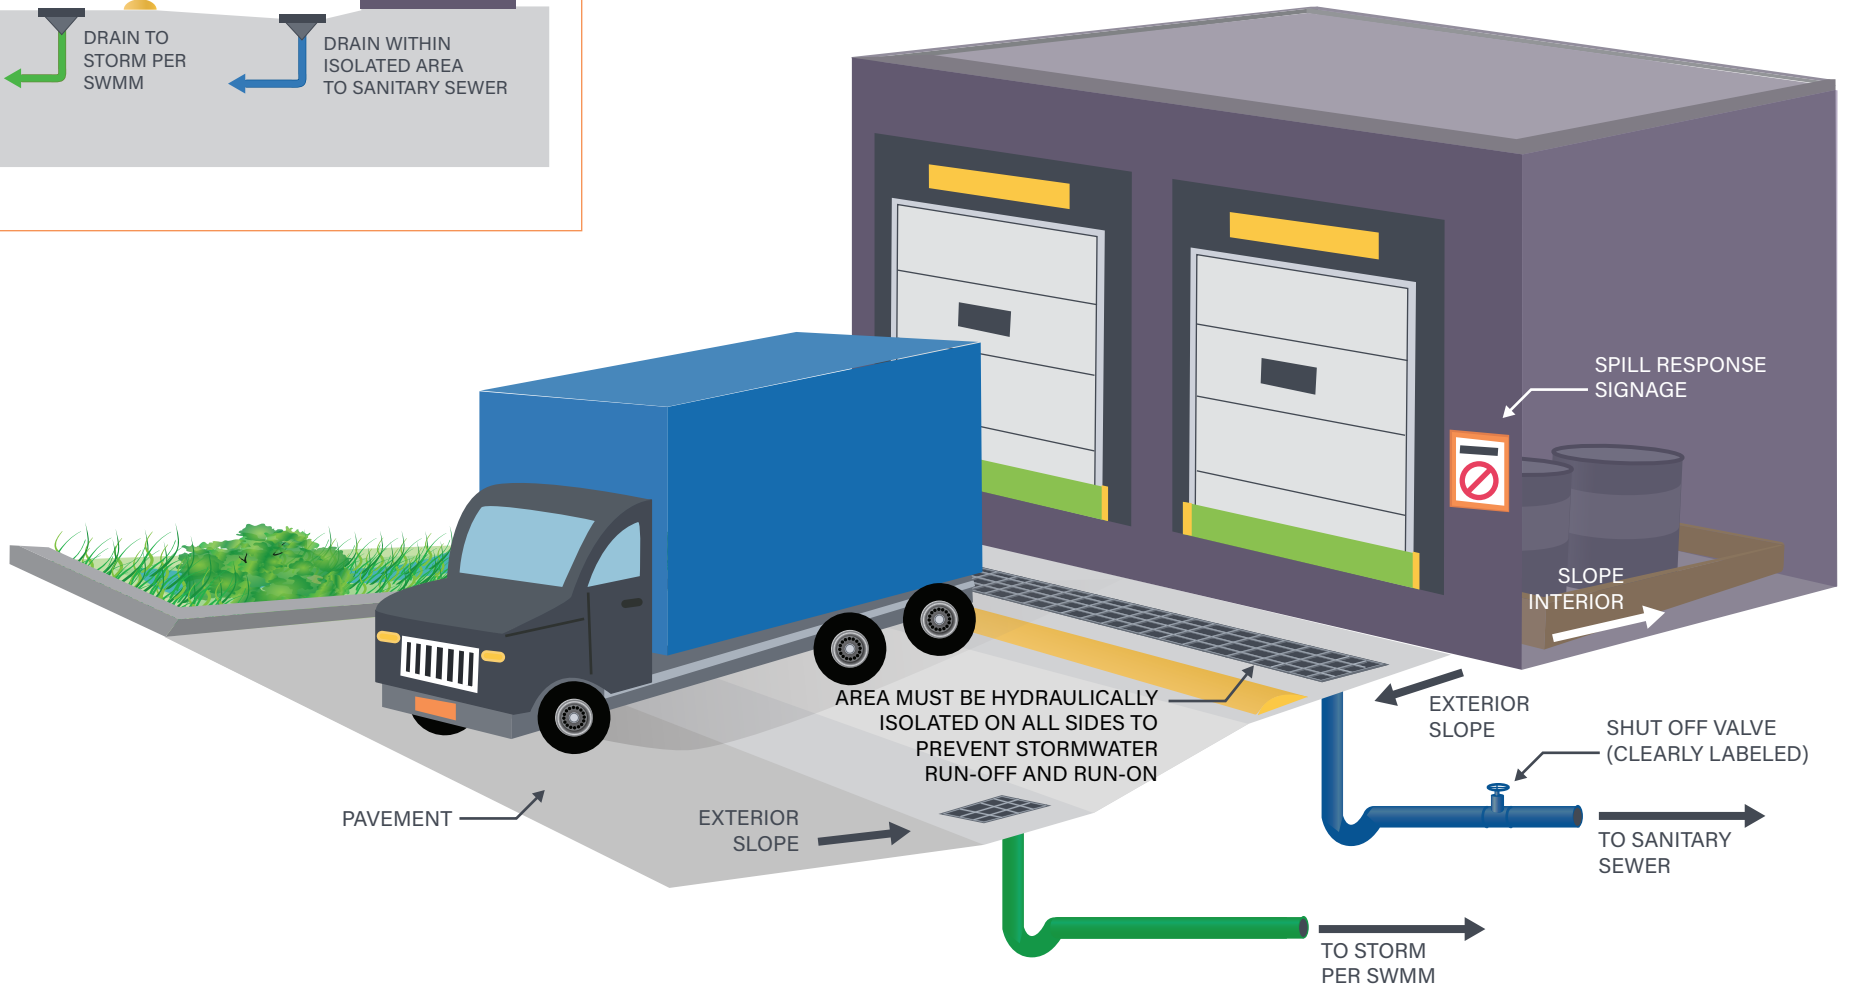 DRAIN TO
STORM PER
SWMM
DRAIN WITHIN
ISOLATED AREA
TO SANITARY SEWER
SPILL RESPONSE
SIGNAGE
SLOPE
INTERIOR
AREA MUST BE HYDRAULICALLY
ISOLATED ON ALL SIDES TO
PREVENT STORMWATER
RUN-OFF AND RUN-ON
EXTERIOR
SLOPE
SHUT OFF VALVE
(CLEARLY LABELED)
PAVEMENT
EXTERIOR
SLOPE
TO SANITARY
SEWER
TO STORM
PER SWMM